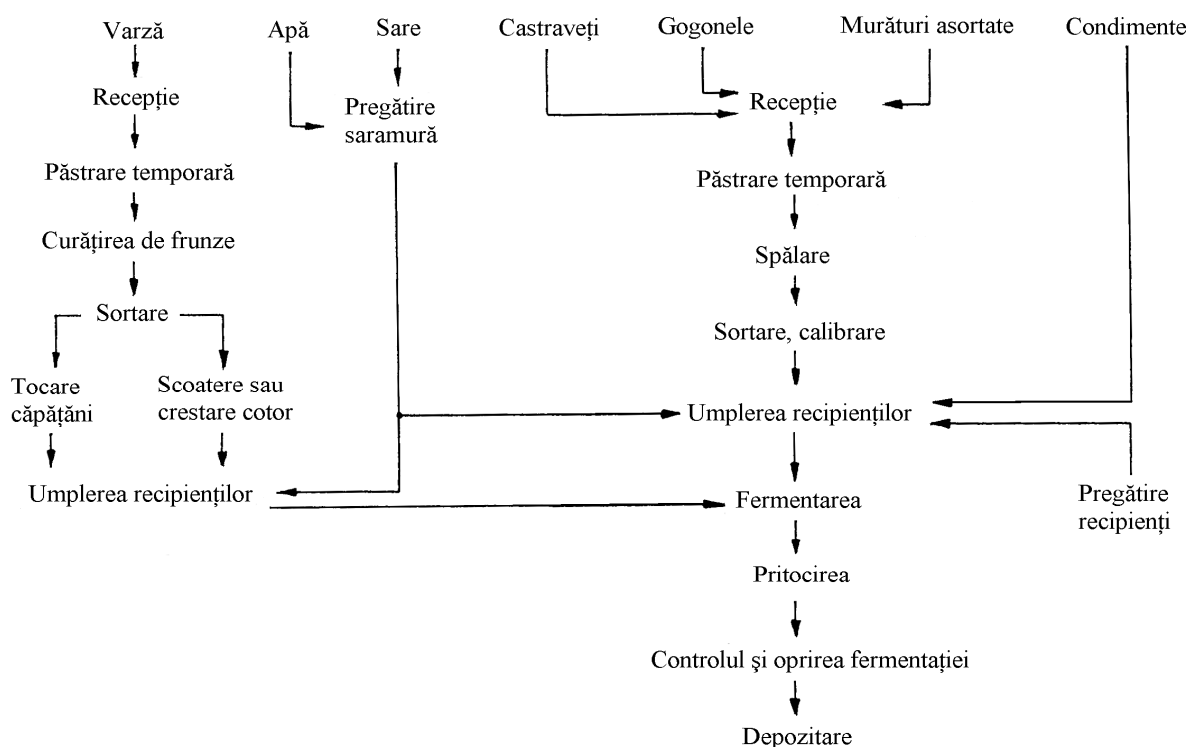 Varză
Apă
Sare
Castraveți
Gogonele
Murături asortate
Condimente
Recepție
Pregătire
saramură
Recepție
Păstrare temporară
Păstrare temporară
Curățirea de frunze
Spălare
Sortare
Sortare, calibrare
Tocare
căpățâni
Scoatere sau
crestare cotor
Umplerea recipienților
Umplerea recipienților
Fermentarea
Pregătire
recipienți
Pritocirea
Controlul şi oprirea fermentației
Depozitare